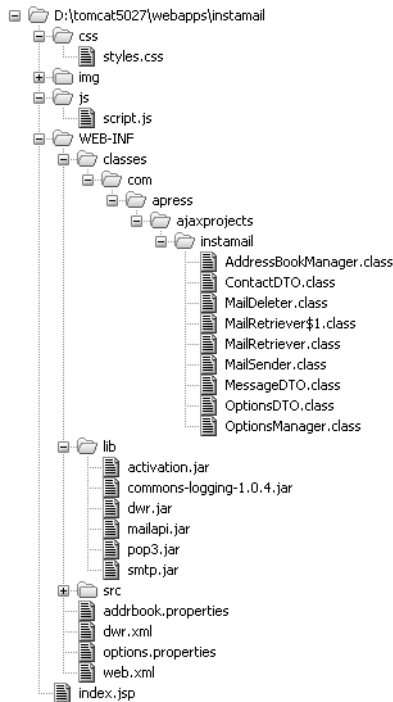 D:\tomcat5027\webapps\instamail
css
styles.css
img
js
script.js
WEB-INF
classes
com
apress
ajaxprojects
instamail
AddressBookManager.class
ContactDTO.class
MailDeleter.class
MailRetriever$1.class
MailRetriever.class
MailSender.class
MessageDTO.class
OptionsDTO.class
OptionsManager.class
lib
activation.jar
commons-logging-1.0.4.jar
dwr.jar
mailapi.jar
pop3.jar
smtp.jar
src
addrbook.properties
dwr.xml
options.properties
web.xml
index.jsp